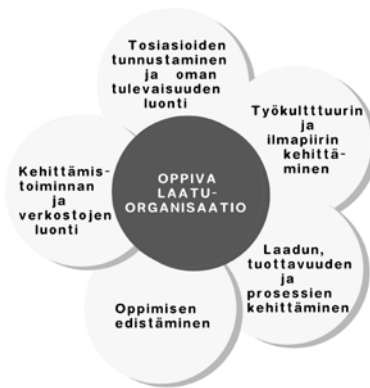 Tosiasioiden
tunnustaminen
ja oman
tulevaisuuden
luonti
Työkultttuurin
ja
ilmapiirin
kehittä-
minen
Kehittämis-
toiminnan
ja
verkostojen
luonti
OPPIVA
LAATU-
ORGANISAATIO
Laadun,
tuottavuuden
ja
prosessien
kehittäminen
Oppimisen
edistäminen